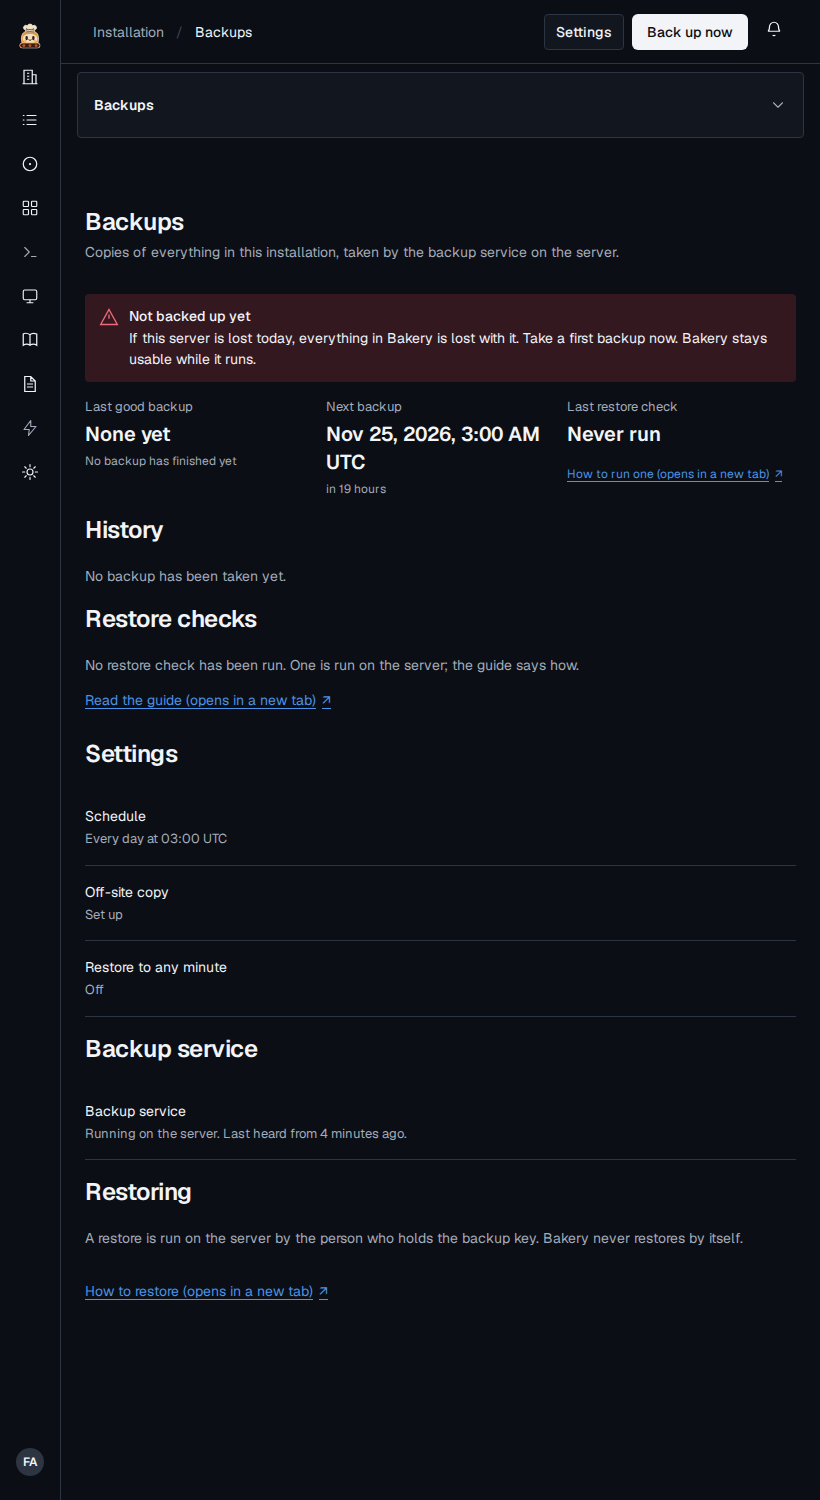 Installation / Backups
Settings
Back up now
Backups
Backups
Copies of everything in this installation, taken by the backup service on the server.
Not backed up yet
If this server is lost today, everything in Bakery is lost with it. Take a first backup now. Bakery stays
usable while it runs.
Last good backup
None yet
No backup has finished yet
Next backup
Nov 25, 2026, 3:00 AM
UTC
in 19 hours
Last restore check
Never run
How to run one (opens in a new tab) ↗
History
No backup has been taken yet.
Restore checks
No restore check has been run. One is run on the server; the guide says how.
Read the guide (opens in a new tab) ↗
Settings
Schedule
Every day at 03:00 UTC
Off-site copy
Set up
Restore to any minute
Off
Backup service
Backup service
Running on the server. Last heard from 4 minutes ago.
Restoring
A restore is run on the server by the person who holds the backup key. Bakery never restores by itself.
How to restore (opens in a new tab) ↗
FA